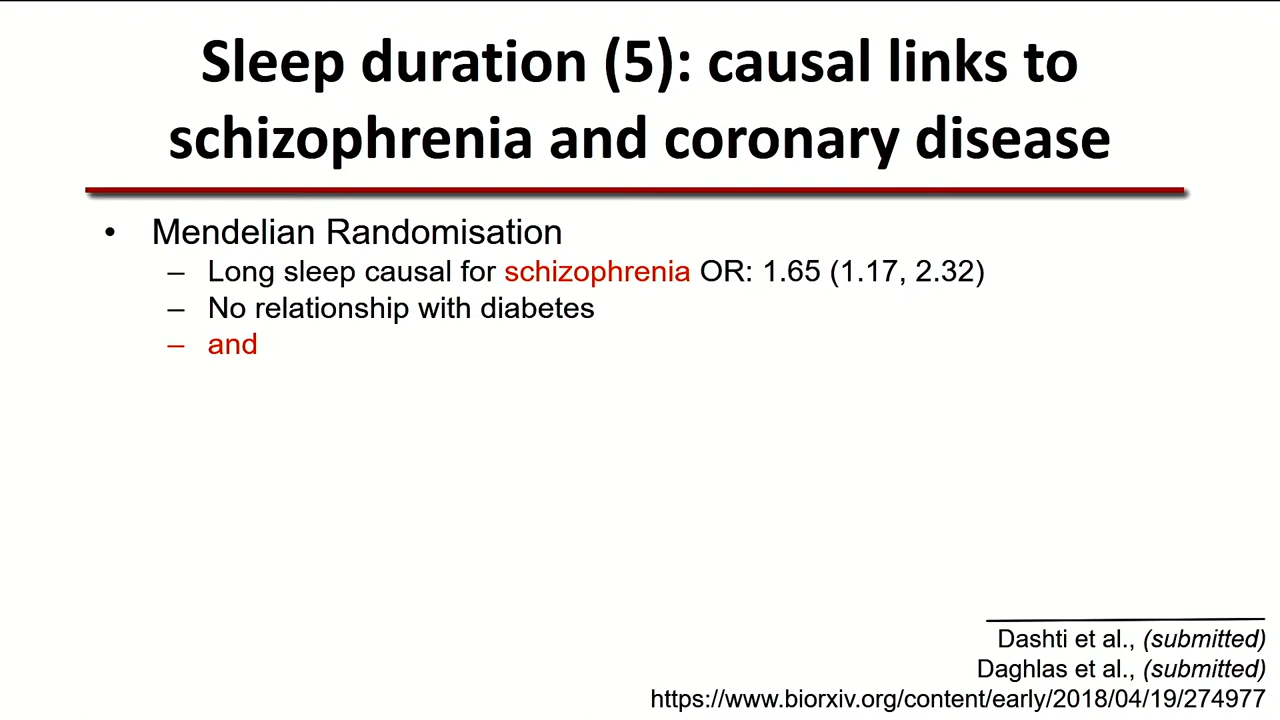 Sleep duration (5): causal links to
schizophrenia and coronary disease
• Mendelian Randomisation
– Long sleep causal for schizophrenia OR: 1.65 (1.17, 2.32)
– No relationship with diabetes
– and
Dashti et al., (submitted)
Daghlas et al., (submitted)
https://www.biorxiv.org/content/early/2018/04/19/274977